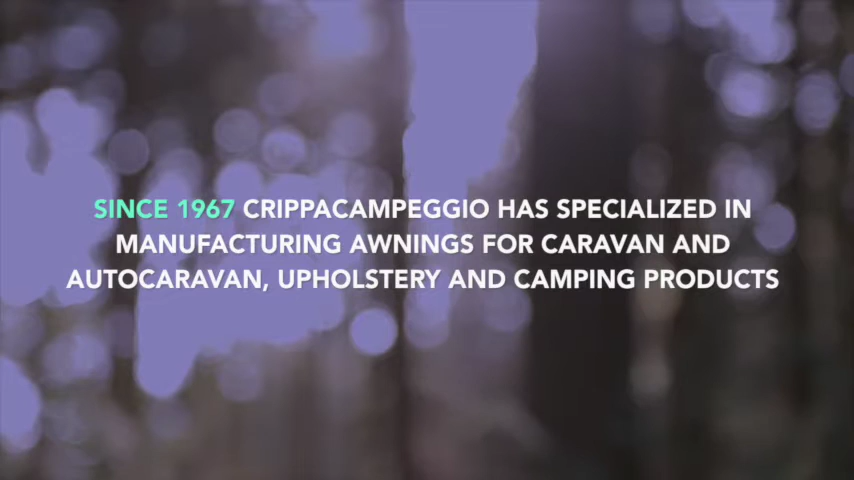 SINCE 1967 CRIPPACAMPEGGIO HAS SPECIALIZED IN
MANUFACTURING AWNINGS FOR CARAVAN AND
AUTOCARAVAN, UPHOLSTERY AND CAMPING PRODUCTS